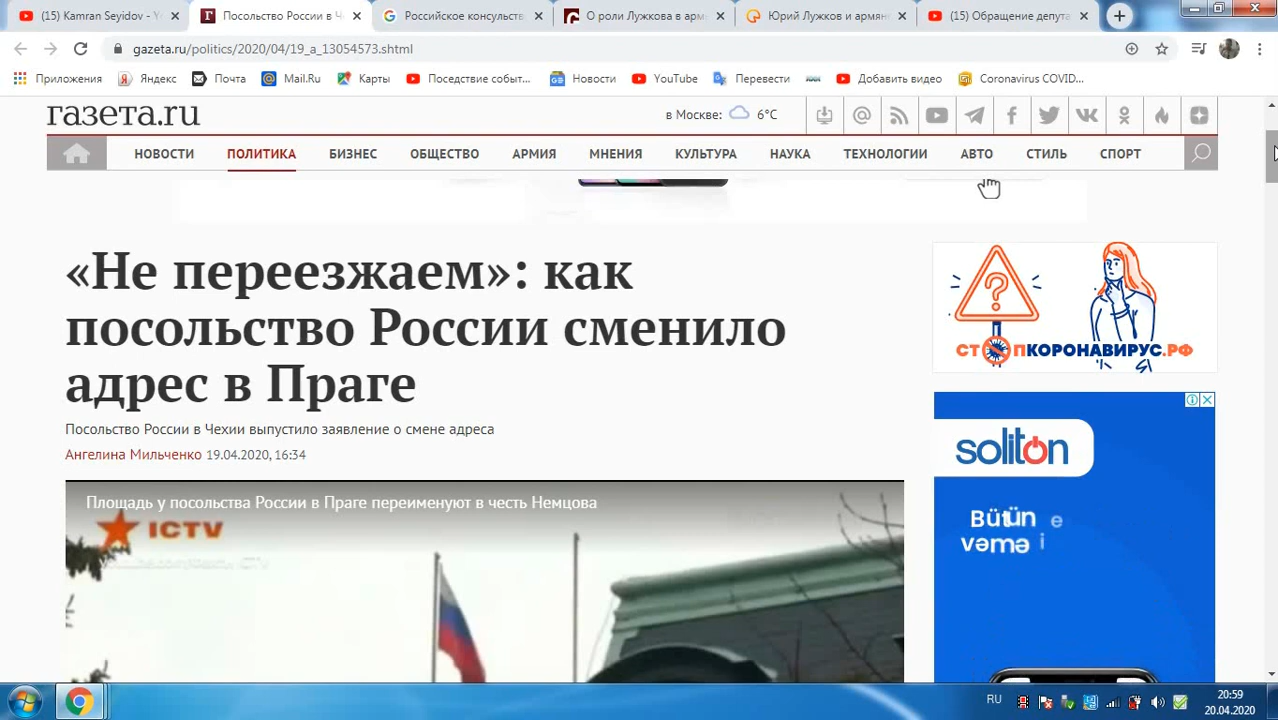 (15) Kamran Seyidov - Y
Посольство России в Ч
Российские консульств
О роли Лужкова в арм
Юрий Лужков и армян
(15) Обращение депута
gazeta.ru/politics/2020/04/19_a_13054573.shtml
Приложения
Яндекс
Почта
Mail.Ru
Карты
Последствие событ...
Новости
YouTube
Перевести
Добавить видео
Coronavirus COVID...
газета.ru
в Москве: 6°C
НОВОСТИ
ПОЛИТИКА
БИЗНЕС
ОБЩЕСТВО
АРМИЯ
МНЕНИЯ
КУЛЬТУРА
НАУКА
ТЕХНОЛОГИИ
АВТО
СТИЛЬ
СПОРТ
«Не переезжаем»: как
посольство России сменило
адрес в Праге
Посольство России в Чехии выпустило заявление о смене адреса
Ангелина Мильченко 19.04.2020, 16:34
Площадь у посольства России в Праге переименуют в честь Немцова
ICTV
СТОПКОРОНАВИРУС.РФ
soliton
Bütün e
vəmə i
RU
20:59
20.04.2020